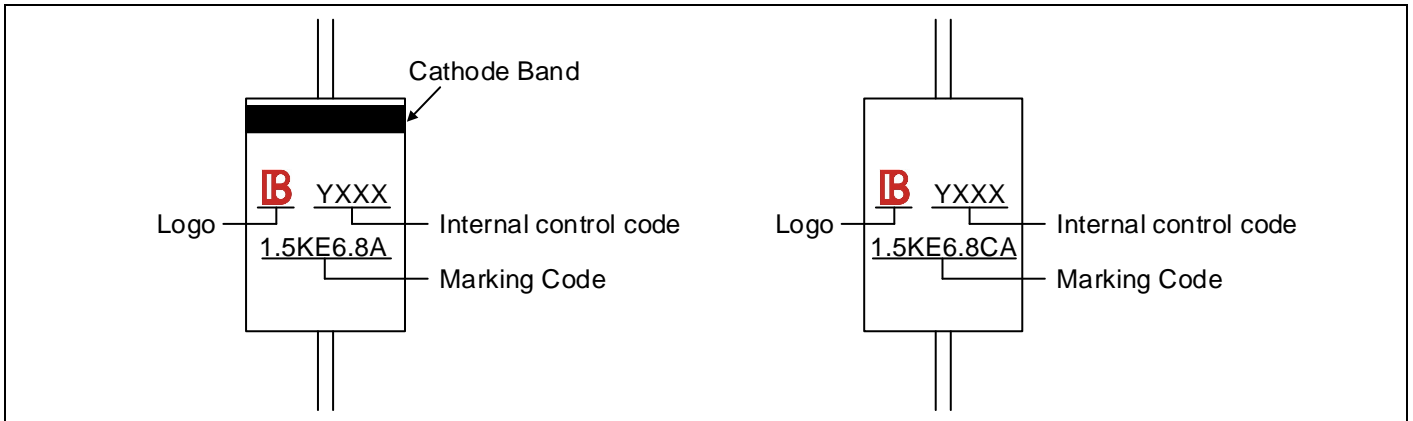 Cathode Band
B YXXX B YXXX
Logo Internal control code Logo Internal control code
1.5KE6.8A 1.5KE6.8CA
Marking Code Marking Code